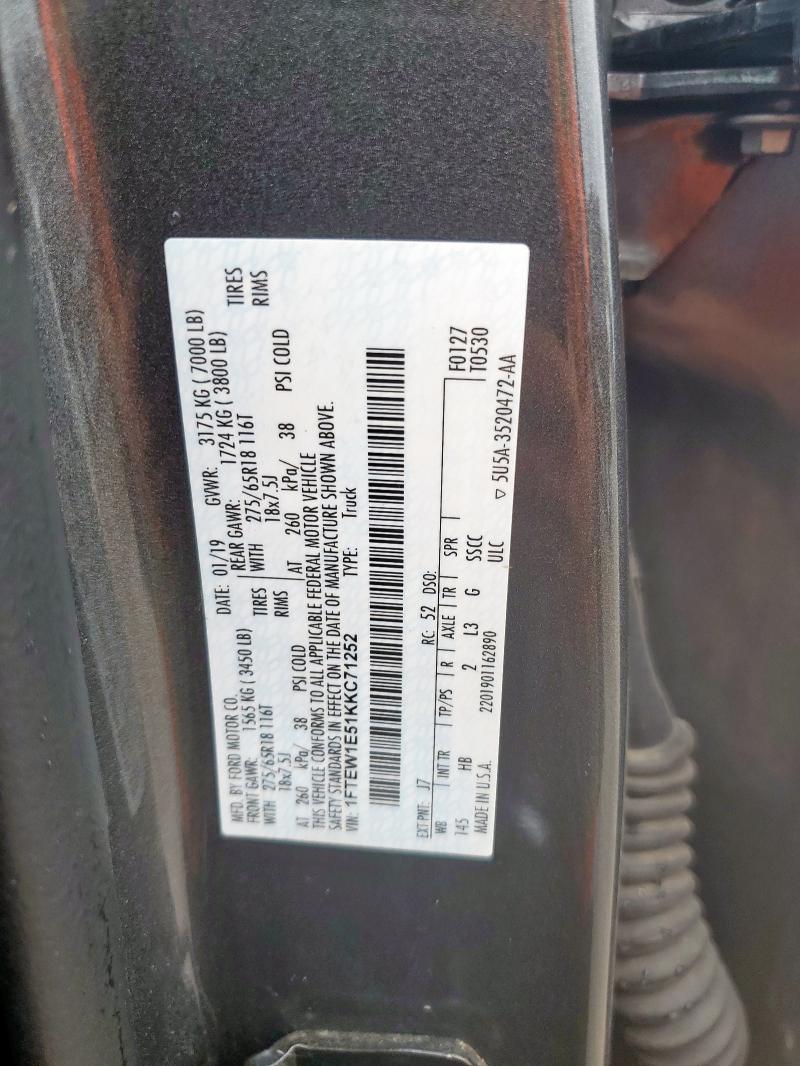 MFD. BY FORD MOTOR CO.
DATE: 01/19 GVWR: 3175 KG ( 7000 LB)
FRONT GAWR: 1565 KG ( 3450 LB) REAR GAWR: 1724 KG ( 3800 LB)
WITH 275/65R18 116T TIRES WITH 275/65R18 116T TIRES
18x7.5J RIMS 18x7.5J RIMS
AT 260 kPa/ 38 PSI COLD AT 260 kPa/ 38 PSI COLD
THIS VEHICLE CONFORMS TO ALL APPLICABLE FEDERAL MOTOR VEHICLE
SAFETY STANDARDS IN EFFECT ON THE DATE OF MANUFACTURE SHOWN ABOVE.
VIN: 1FTEW1E51KKC71252 TYPE: Truck
EXT PNT: J7 RC: 52 DSO:
WB INT TR TP/PS R AXLE TR SPR F0127
145 HB 2 L3 G SSCC T0530
MADE IN U.S.A. 2201901162890 ULC ▽ 5U5A-3520472-AA